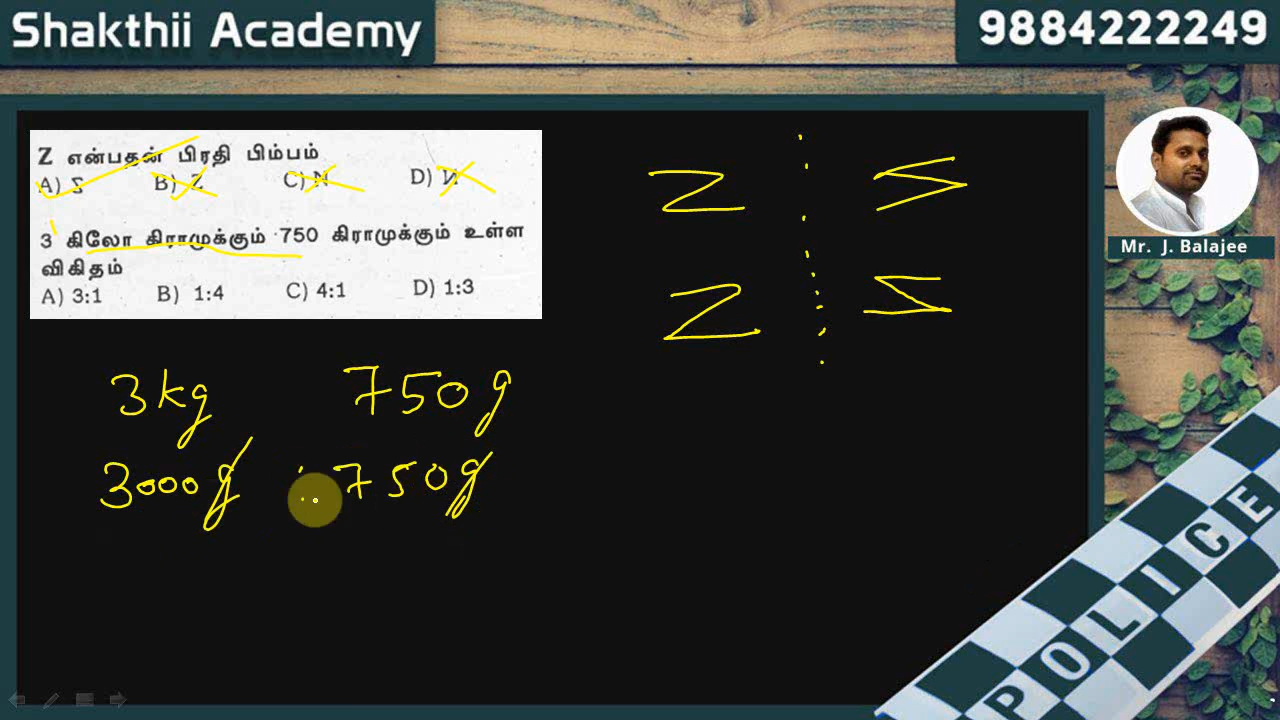 Shakthii Academy
9884222249
Z என்பதன் பிரதி பிம்பம்
A) S B) Z C) N D) И
3 கிலோ கிராமுக்கும் 750 கிராமுக்கும் உள்ள
விகிதம்
A) 3:1 B) 1:4 C) 4:1 D) 1:3
Z
Z
3kg 750g
3000g : 750g
Mr. J. Balajee
POLICE